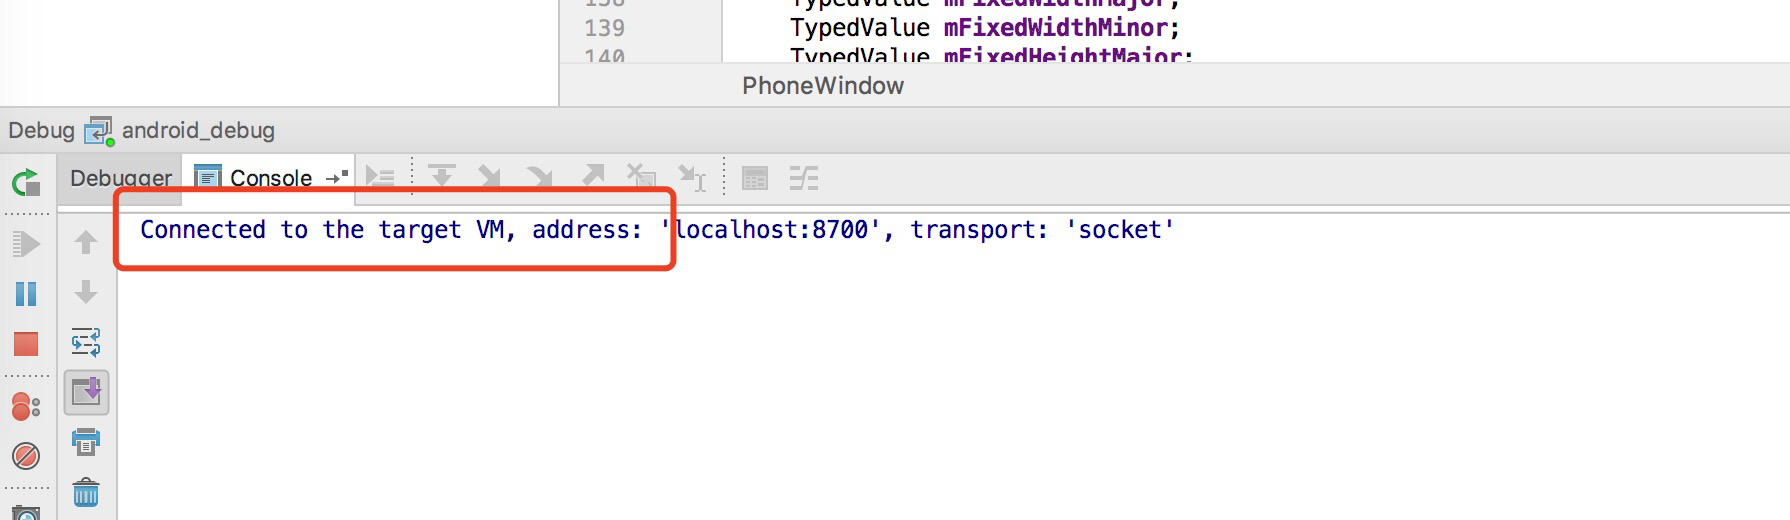 138 TypedValue mFixedWidthMajor;
139 TypedValue mFixedWidthMinor;
140 TypedValue mFixedHeightMajor;
PhoneWindow
Debug android_debug
Debugger Console
Connected to the target VM, address: 'localhost:8700', transport: 'socket'